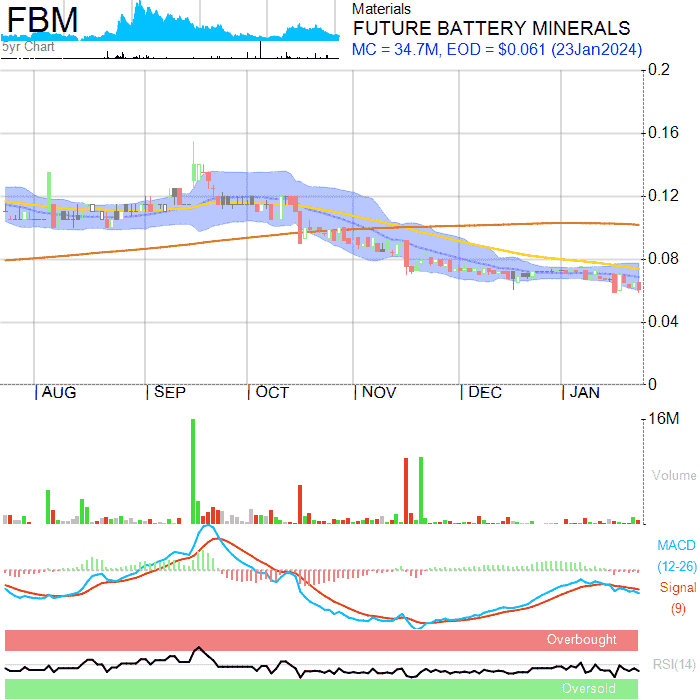 FBM
5yr Chart
Materials
FUTURE BATTERY MINERALS
MC = 34.7M, EOD = $0.061 (23Jan2024)
0.2
0.16
0.12
0.08
0.04
0
AUG SEP OCT NOV DEC JAN
16M
Volume
MACD
(12-26)
Signal
(9)
Overbought
RSI(14)
Oversold